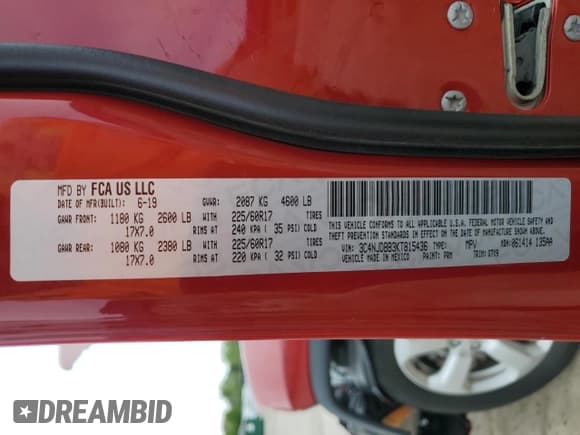 MFD BY FCA US LLC
DATE OF MFR(BUILT): 6-19 GVWR: 2087 KG 4600 LB
GAWR FRONT: 1180 KG 2600 LB WITH 225/60R17 TIRES
17X7.0 RIMS AT 240 KPA ( 35 PSI) COLD
GAWR REAR: 1080 KG 2380 LB WITH 225/60R17 TIRES
17X7.0 RIMS AT 220 KPA ( 32 PSI) COLD
THIS VEHICLE CONFORMS TO ALL APPLICABLE U.S.A. FEDERAL MOTOR VEHICLE SAFETY AND
THEFT PREVENTION STANDARDS IN EFFECT ON THE DATE OF MANUFACTURE SHOWN ABOVE.
VIN: 3C4NJDBB3KT815436 TYPE: MPV MDH: 061414 135AA
VEHICLE MADE IN MEXICO PAINT: PRM TRIM:
DREAMBID